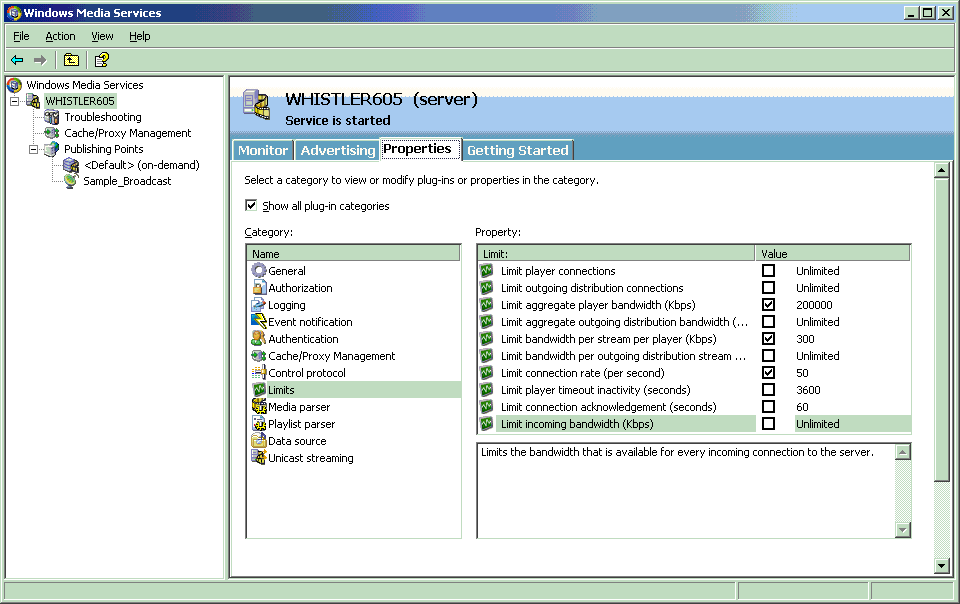 Windows Media Services
File Action View Help
Windows Media Services
WHISTLER605
Troubleshooting
Cache/Proxy Management
Publishing Points
<Default> (on-demand)
Sample_Broadcast
WHISTLER605 (server)
Service is started
Monitor Advertising Properties Getting Started
Select a category to view or modify plug-ins or properties in the category.
Show all plug-in categories
Category:
Name
General
Authorization
Logging
Event notification
Authentication
Cache/Proxy Management
Control protocol
Limits
Media parser
Playlist parser
Data source
Unicast streaming
Property:
Limit: Value
Limit player connections Unlimited
Limit outgoing distribution connections Unlimited
Limit aggregate player bandwidth (Kbps) 200000
Limit aggregate outgoing distribution bandwidth (... Unlimited
Limit bandwidth per stream per player (Kbps) 300
Limit bandwidth per outgoing distribution stream ... Unlimited
Limit connection rate (per second) 50
Limit player timeout inactivity (seconds) 3600
Limit connection acknowledgement (seconds) 60
Limit incoming bandwidth (Kbps) Unlimited
Limits the bandwidth that is available for every incoming connection to the server.